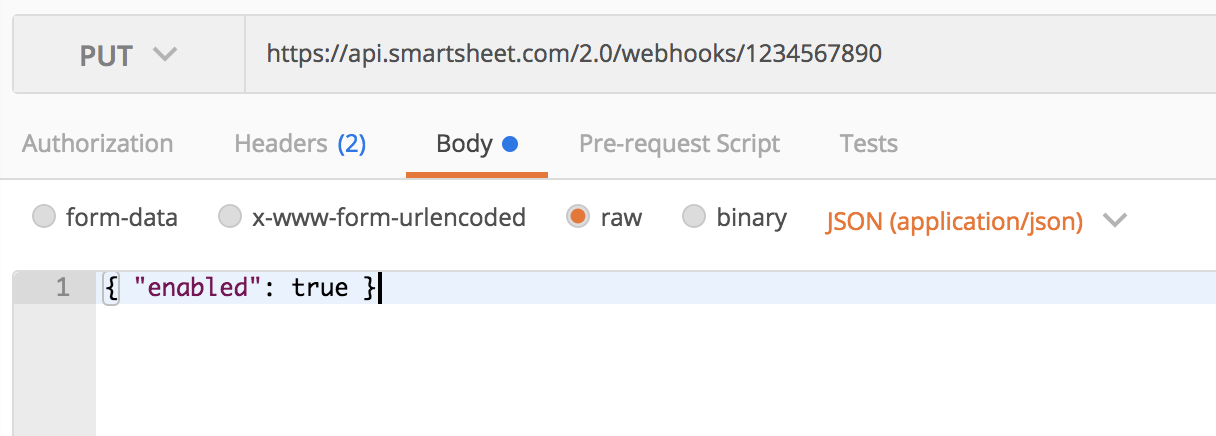 PUT https://api.smartsheet.com/2.0/webhooks/1234567890
Authorization Headers (2) Body Pre-request Script Tests
form-data x-www-form-urlencoded raw binary JSON (application/json)
1 { "enabled": true }